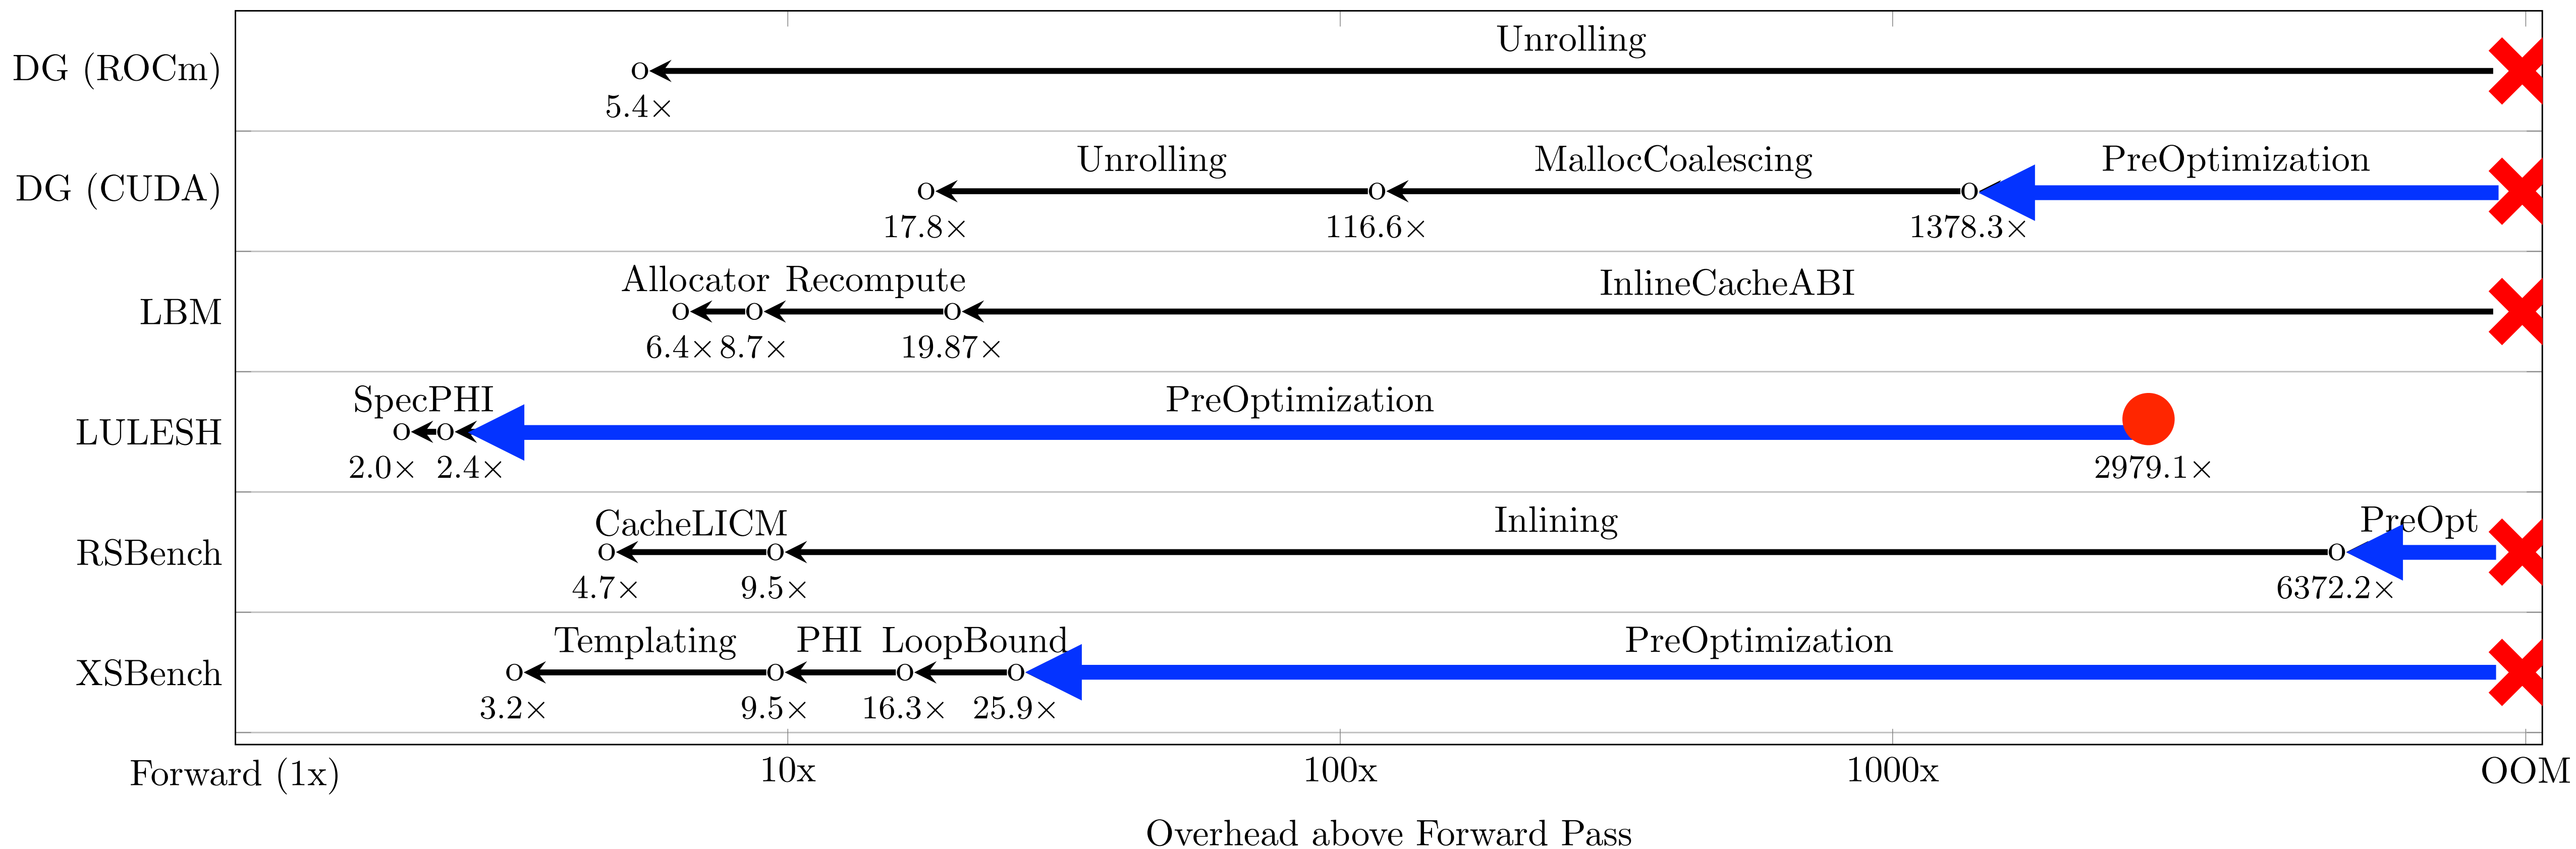 Unrolling
DG (ROCm)
5.4×
Unrolling MallocCoalescing PreOptimization
DG (CUDA)
17.8× 116.6× 1378.3×
Allocator Recompute InlineCacheABI
LBM
6.4× 8.7× 19.87×
SpecPHI PreOptimization
LULESH
2.0× 2.4× 2979.1×
CacheLICM Inlining PreOpt
RSBench
4.7× 9.5× 6372.2×
Templating PHI LoopBound PreOptimization
XSBench
3.2× 9.5× 16.3× 25.9×
Forward (1x) 10x 100x 1000x OOM
Overhead above Forward Pass